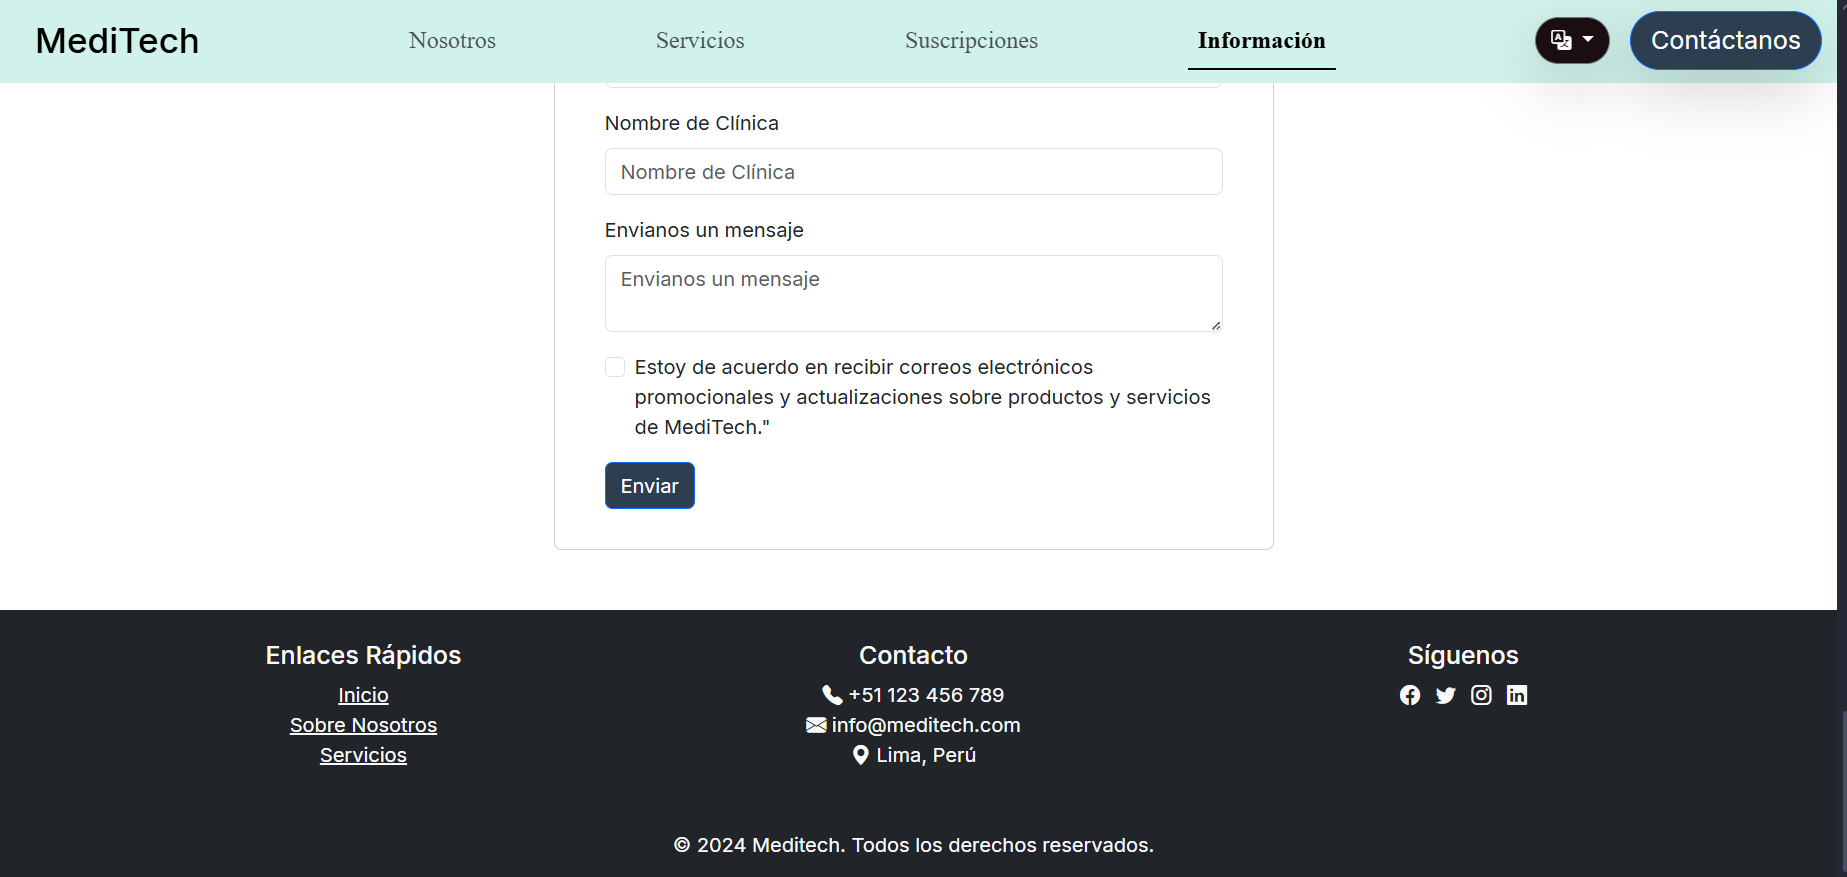 MediTech
Nosotros
Servicios
Suscripciones
Información
Contáctanos
Nombre de Clínica
Nombre de Clínica
Envianos un mensaje
Envianos un mensaje
Estoy de acuerdo en recibir correos electrónicos
promocionales y actualizaciones sobre productos y servicios
de MediTech."
Enviar
Enlaces Rápidos
Inicio
Sobre Nosotros
Servicios
Contacto
+51 123 456 789
info@meditech.com
Lima, Perú
Síguenos
© 2024 Meditech. Todos los derechos reservados.